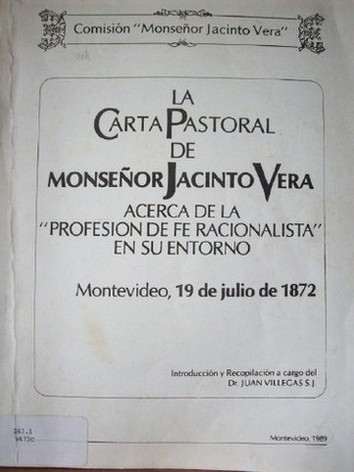 Comisión "Monseñor Jacinto Vera"
LA
CARTA PASTORAL
DE
MONSEÑOR JACINTO VERA
ACERCA DE LA
"PROFESION DE FE RACIONALISTA"
EN SU ENTORNO
Montevideo, 19 de julio de 1872
Introducción y Recopilación a cargo del
Dr. JUAN VILLEGAS S.J.
Montevideo, 1989